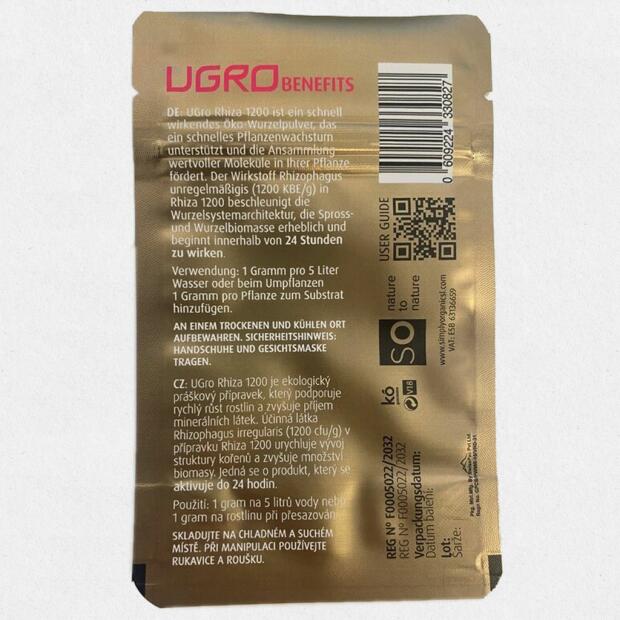 UGRO BENEFITS
DE: UGro Rhiza 1200 ist ein schnell
wirkendes Öko-Wurzelpulver, das
ein schnelles Pflanzenwachstum
unterstützt und die Ansammlung
wertvoller Moleküle in Ihrer Pflanze
fördert. Der Wirkstoff Rhizophagus
unregelmäßigis (1200 KBE/g) in
Rhiza 1200 beschleunigt die
Wurzelsystemarchitektur, die Spross-
und Wurzelbiomasse erheblich und
beginnt innerhalb von 24 Stunden
zu wirken.
Verwendung: 1 Gramm pro 5 Liter
Wasser oder beim Umpflanzen
1 Gramm pro Pflanze zum Substrat
hinzufügen.
AN EINEM TROCKENEN UND KÜHLEN ORT
AUFBEWAHREN. SICHERHEITSHINWEIS:
HANDSCHUHE UND GESICHTSMASKE
TRAGEN.
CZ: UGro Rhiza 1200 je ekologický
práškový přípravek, který podporuje
rychlý růst rostlin a zvyšuje příjem
minerálních látek. Účinná látka
Rhizophagus irregularis (1200 cfu/g) v
přípravku Rhiza 1200 urychluje vývoj
struktury kořenů a zvyšuje množství
biomasy. Jedná se o produkt, který se
aktivuje do 24 hodin.
Použití: 1 gram na 5 litrů vody nebo
1 gram na rostlinu při přesazování.
SKLADUJTE NA CHLADNÉM A SUCHÉM
MÍSTĚ. PŘI MANIPULACI POUŽÍVEJTE
RUKAVICE A ROUŠKU.
0 609224 330827
USER GUIDE
SO
nature
to
nature
www.simplyorganicsl.com
VAT: ESB 63136659
kó
V1.8
REG Nº F0005022/2032
REG Nº F0005022/2032
Verpackungsdatum:
Datum balení:
Lot:
Šarže: